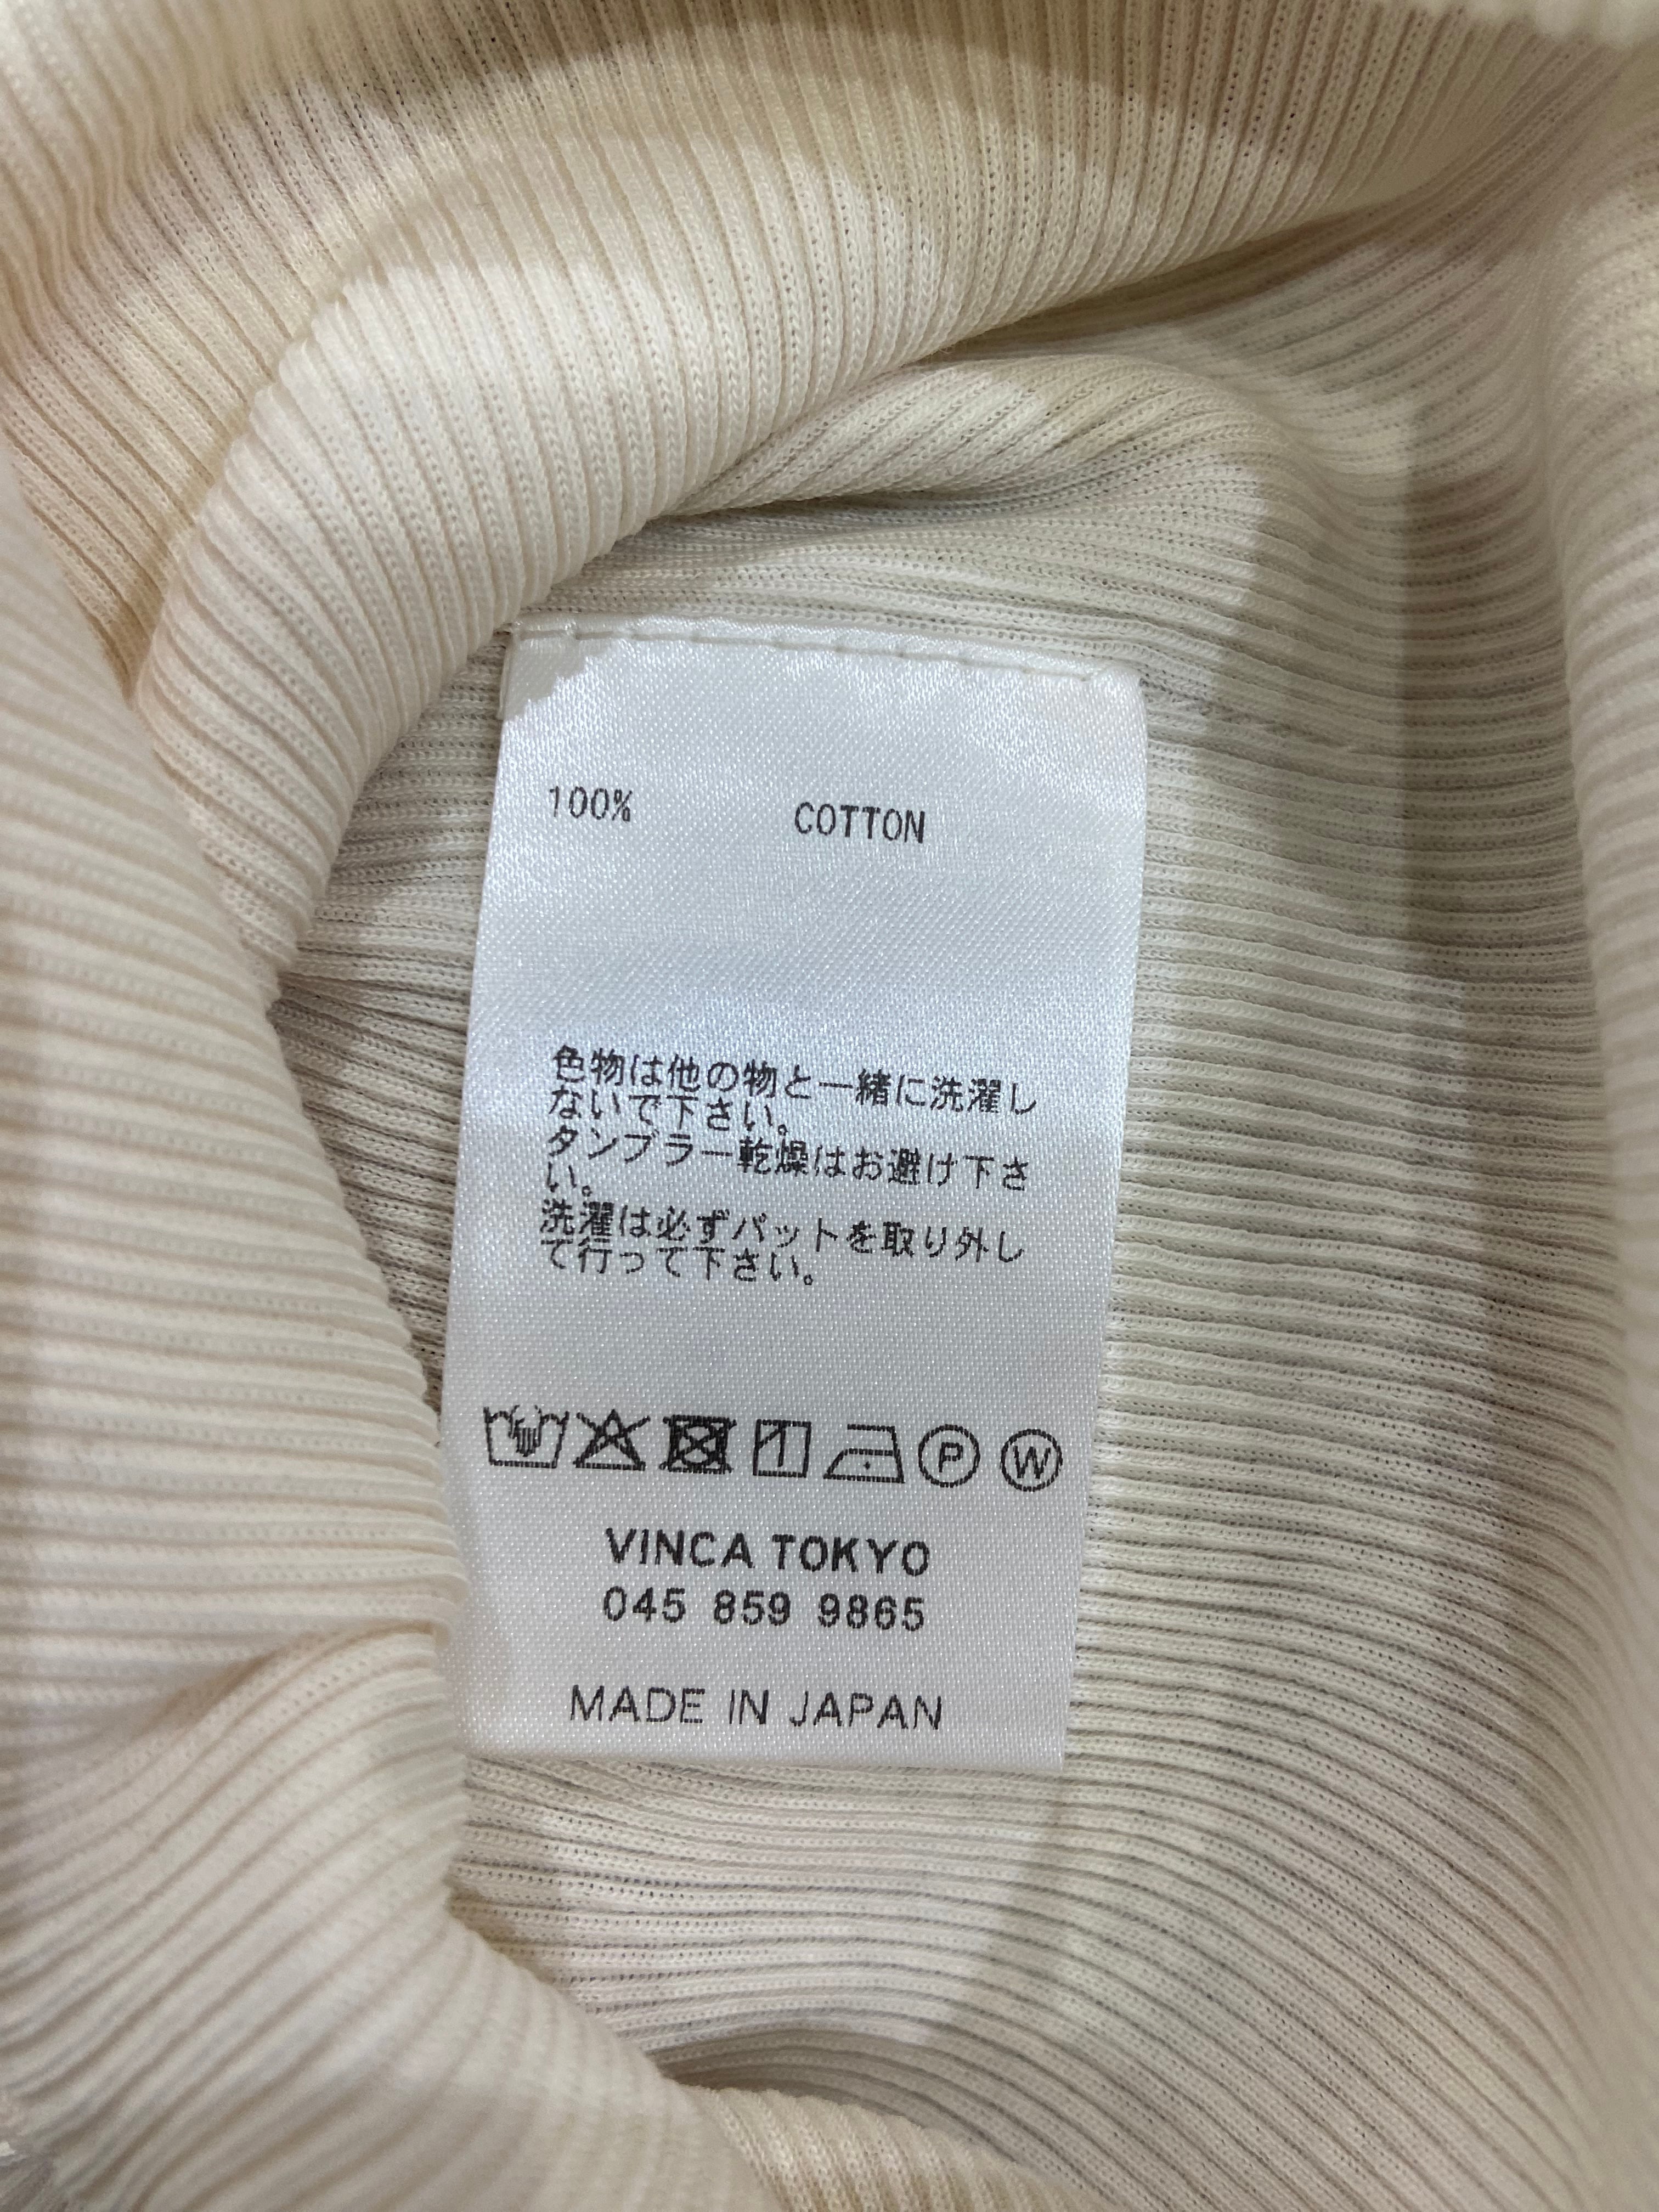 100% COTTON
色物は他の物と一緒に洗濯し
ないで下さい。
タンブラー乾燥はお避け下さ
い。
洗濯は必ずパットを取り外し
て行って下さい。
P W
VINCA TOKYO
045 859 9865
MADE IN JAPAN